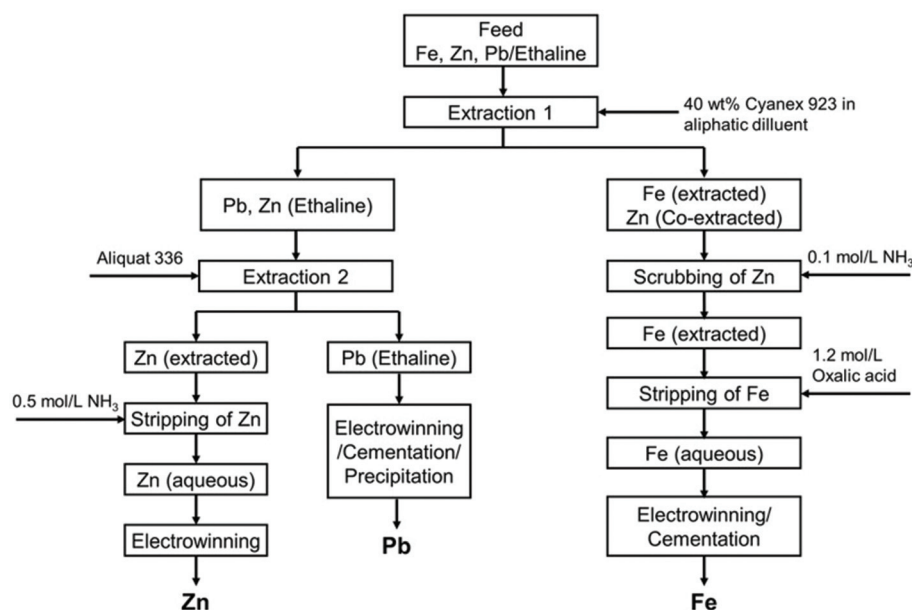 Feed
Fe, Zn, Pb/Ethaline
Extraction 1
40 wt% Cyanex 923 in
aliphatic dilluent
Pb, Zn (Ethaline)
Fe (extracted)
Zn (Co-extracted)
Aliquat 336
Extraction 2
Scrubbing of Zn
0.1 mol/L NH₃
Zn (extracted)
Pb (Ethaline)
Fe (extracted)
0.5 mol/L NH₃
Stripping of Zn
Electrowinning
/Cementation/
Precipitation
Stripping of Fe
1.2 mol/L
Oxalic acid
Zn (aqueous)
Fe (aqueous)
Electrowinning
Pb
Electrowinning/
Cementation
Zn
Fe